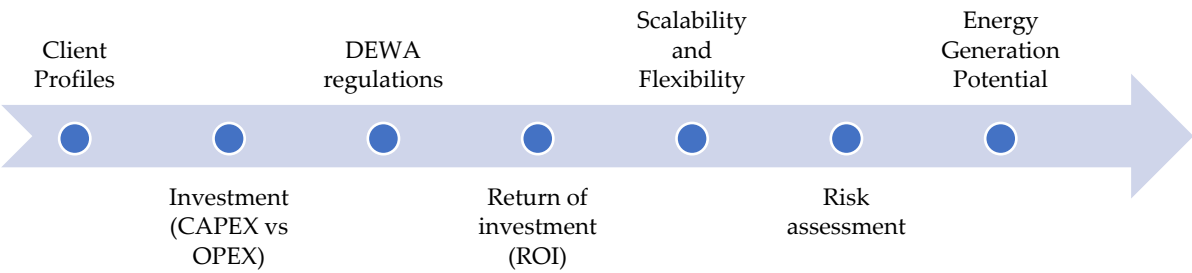 Client
Profiles
Investment
(CAPEX vs
OPEX)
DEWA
regulations
Return of
investment
(ROI)
Scalability
and
Flexibility
Risk
assessment
Energy
Generation
Potential